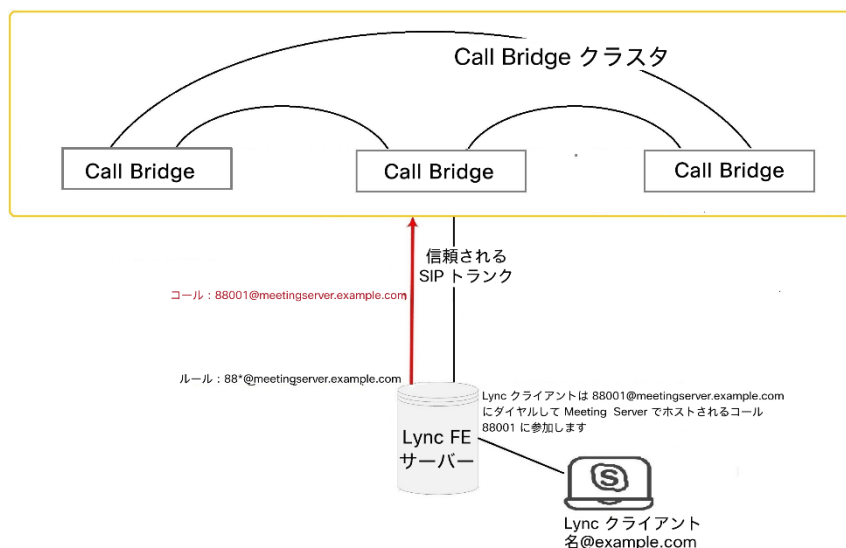 Call Bridge クラスタ
Call Bridge
Call Bridge
Call Bridge
信頼される
SIP トランク
コール：88001@meetingserver.example.com
ルール：88*@meetingserver.example.com
Lync クライアントは 88001@meetingserver.example.com
にダイヤルして Meeting Server でホストされるコール
88001 に参加します
Lync FE
サーバー
Lync クライアント
名@example.com